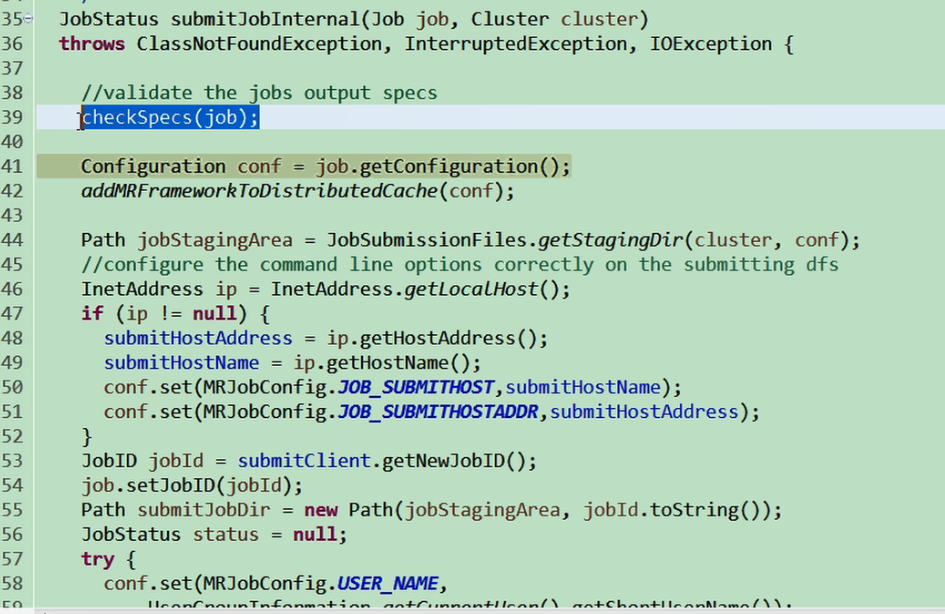 35 JobStatus submitJobInternal(Job job, Cluster cluster)
36 throws ClassNotFoundException, InterruptedException, IOException {
37
38 //validate the jobs output specs
39 checkSpecs(job);
40
41 Configuration conf = job.getConfiguration();
42 addMRFrameworkToDistributedCache(conf);
43
44 Path jobStagingArea = JobSubmissionFiles.getStagingDir(cluster, conf);
45 //configure the command line options correctly on the submitting dfs
46 InetAddress ip = InetAddress.getLocalHost();
47 if (ip != null) {
48 submitHostAddress = ip.getHostAddress();
49 submitHostName = ip.getHostName();
50 conf.set(MRJobConfig.JOB_SUBMITHOST,submitHostName);
51 conf.set(MRJobConfig.JOB_SUBMITHOSTADDR,submitHostAddress);
52 }
53 JobID jobId = submitClient.getNewJobID();
54 job.setJobID(jobId);
55 Path submitJobDir = new Path(jobStagingArea, jobId.toString());
56 JobStatus status = null;
57 try {
58 conf.set(MRJobConfig.USER_NAME,
59 UserGroupInformation.getCurrentUser().getShortUserName());